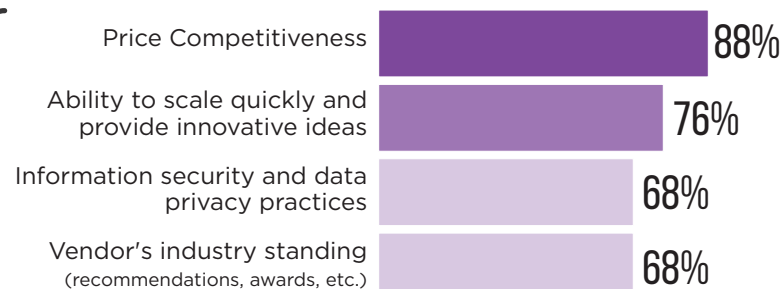 Price Competitiveness
88%
Ability to scale quickly and
provide innovative ideas
76%
Information security and data
privacy practices
68%
Vendor's industry standing
(recommendations, awards, etc.)
68%